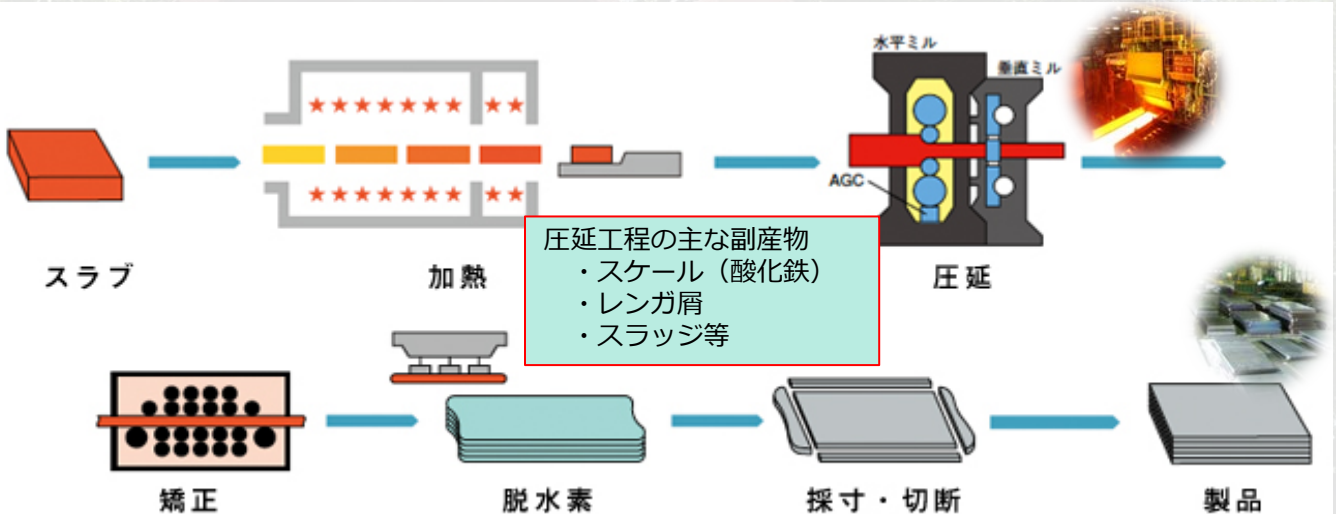 水平ミル
垂直ミル
AGC
スラブ
加熱
圧延
圧延工程の主な副産物
・スケール（酸化鉄）
・レンガ屑
・スラッジ等
矯正
脱水素
採寸・切断
製品